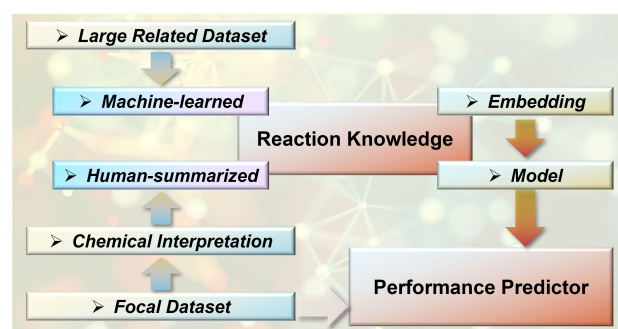 ➢ Large Related Dataset
➢ Machine-learned
➢ Embedding
Reaction Knowledge
➢ Human-summarized
➢ Model
➢ Chemical Interpretation
Performance Predictor
➢ Focal Dataset